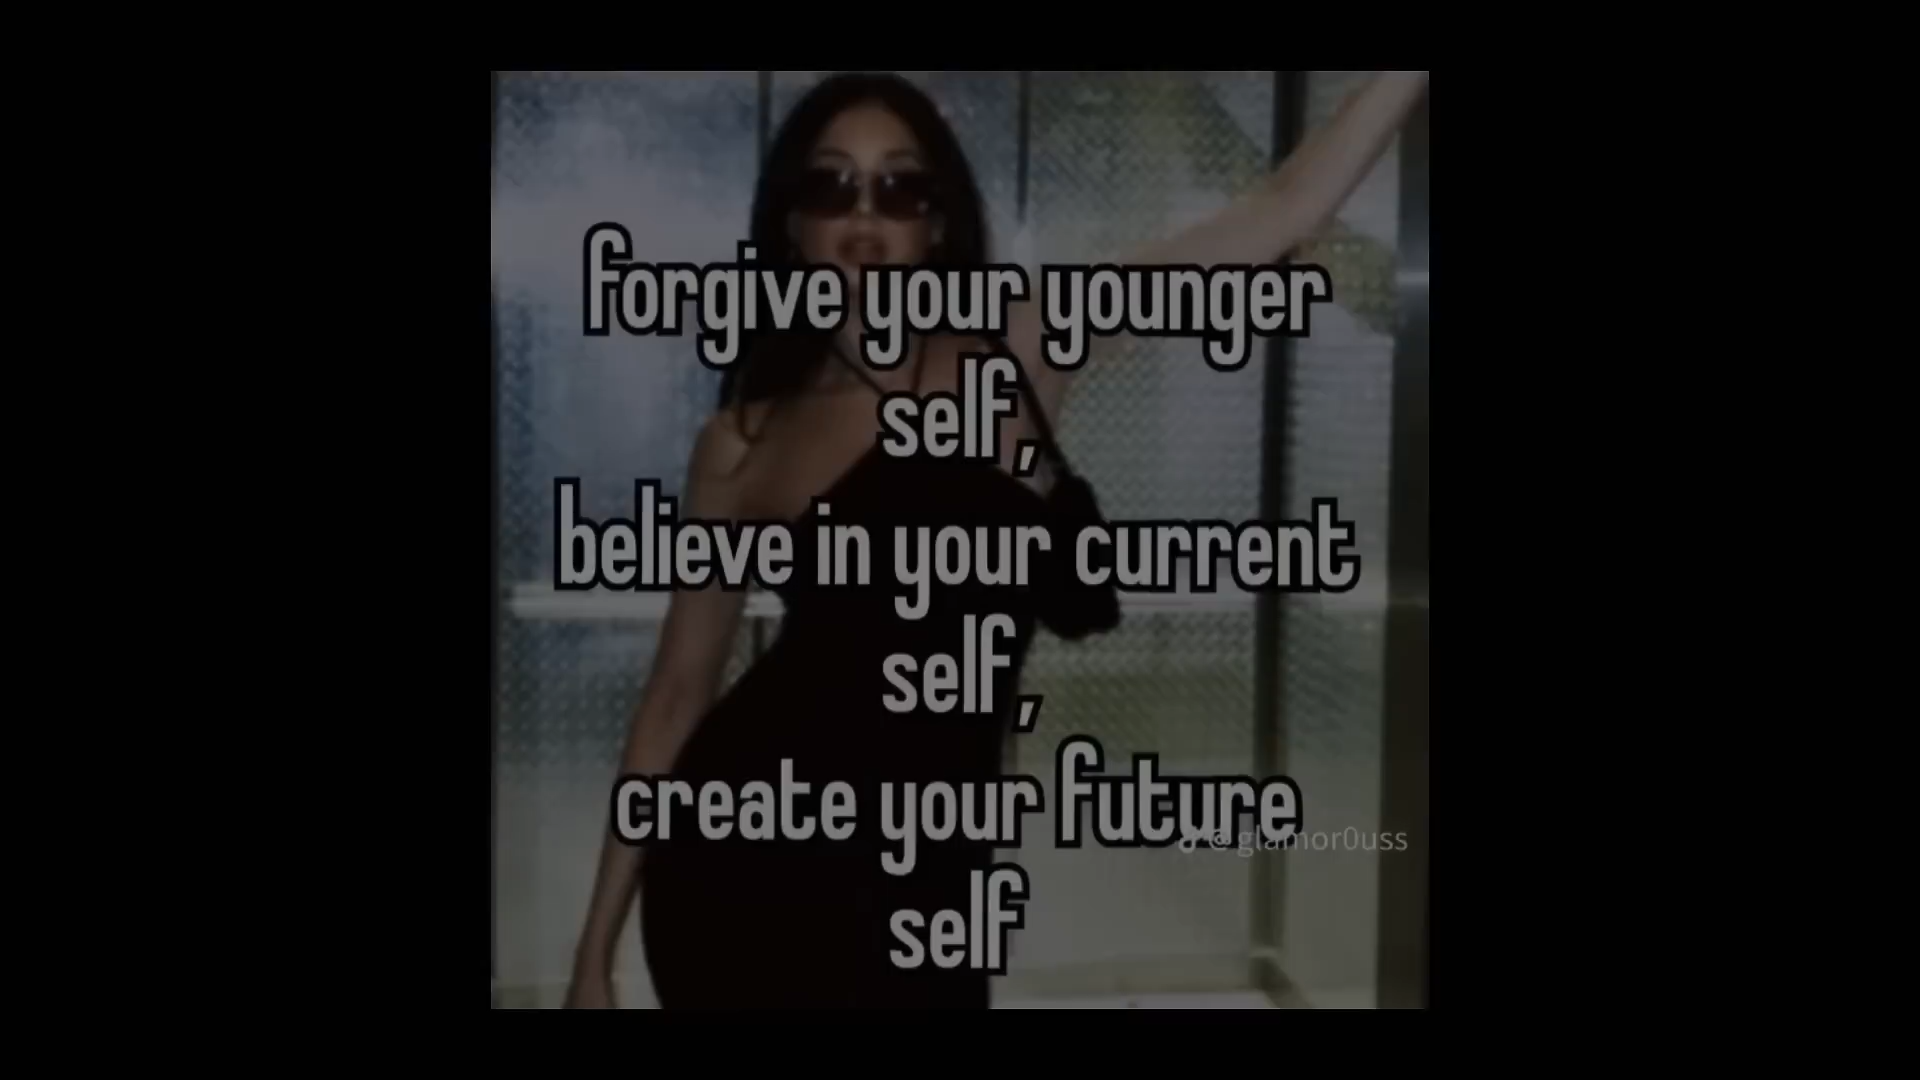 forgive your younger
self,
believe in your current
self,
create your future
@glamor0uss
self